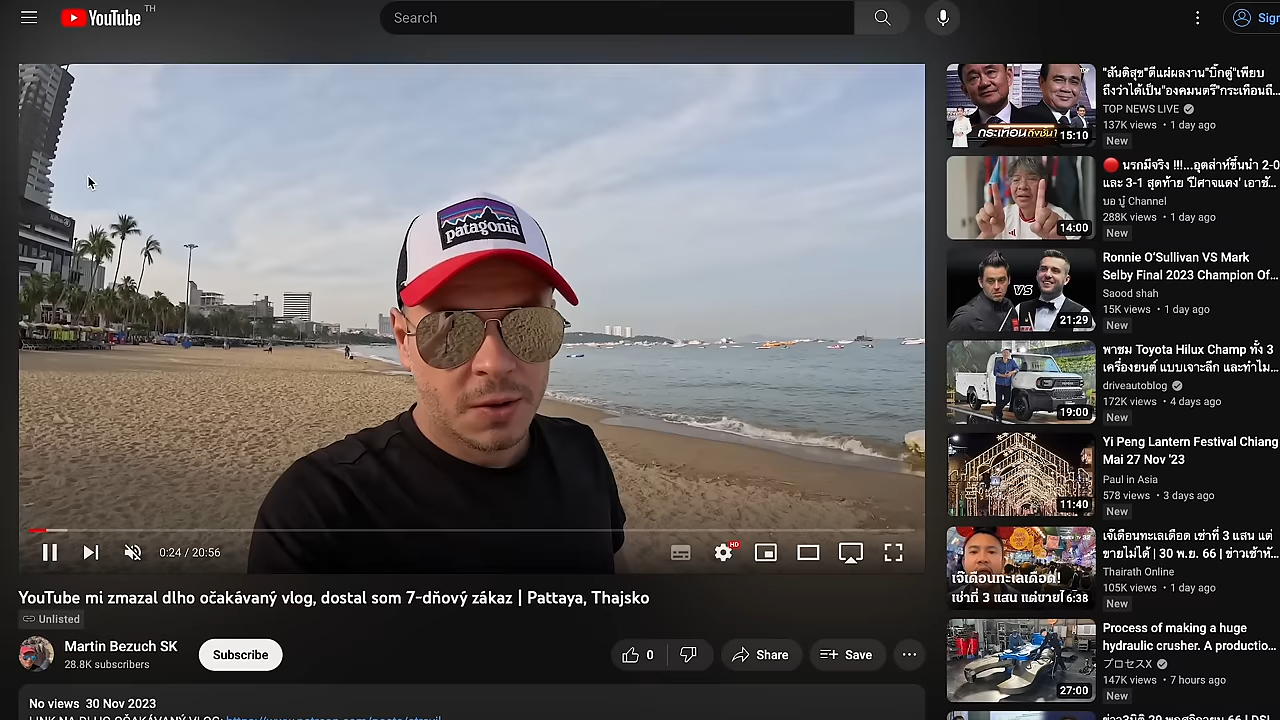 YouTube
TH
Search
Sign
patagonia
0:24 / 20:56
HD
YouTube mi zmazal dlho očakávaný vlog, dostal som 7-dňový zákaz | Pattaya, Thajsko
Unlisted
Martin Bezuch SK
28.8K subscribers
Subscribe
0
Share
Save
No views 30 Nov 2023
LINK NA DLHO OČAKÁVANÝ VLOG:
TOP
กระเทือนถึงชั้น7
15:10
"สันติสุข"ตีแผ่ผลงาน"บิ๊กตู่"เพียบ
ถึงว่าได้เป็น"องคมนตรี"กระเทือนถึ...
TOP NEWS LIVE
137K views • 1 day ago
New
14:00
นรกมีจริง !!!...อุตส่าห์ขึ้นนำ 2-0
และ 3-1 สุดท้าย 'ปีศาจแดง' เอาชั...
บอ บู๋ Channel
288K views • 1 day ago
New
VS
21:29
Ronnie O'Sullivan VS Mark
Selby Final 2023 Champion Of...
Saood shah
15K views • 1 day ago
New
19:00
พาชม Toyota Hilux Champ ทั้ง 3
เครื่องยนต์ แบบเจาะลึก และทำไม...
driveautoblog
172K views • 4 days ago
New
11:40
Yi Peng Lantern Festival Chiang
Mai 27 Nov '23
Paul in Asia
578 views • 3 days ago
New
เจ๊เดือนทะเลเดือด!
เช่าที่ 3 แสน แต่ขายไ
6:38
เจ๊เดือนทะเลเดือด เช่าที่ 3 แสน แต่
ขายไม่ได้ | 30 พ.ย. 66 | ข่าวเช้าหั...
Thairath Online
105K views • 1 day ago
New
27:00
Process of making a huge
hydraulic crusher. A productio...
プロセスX
147K views • 7 hours ago
New